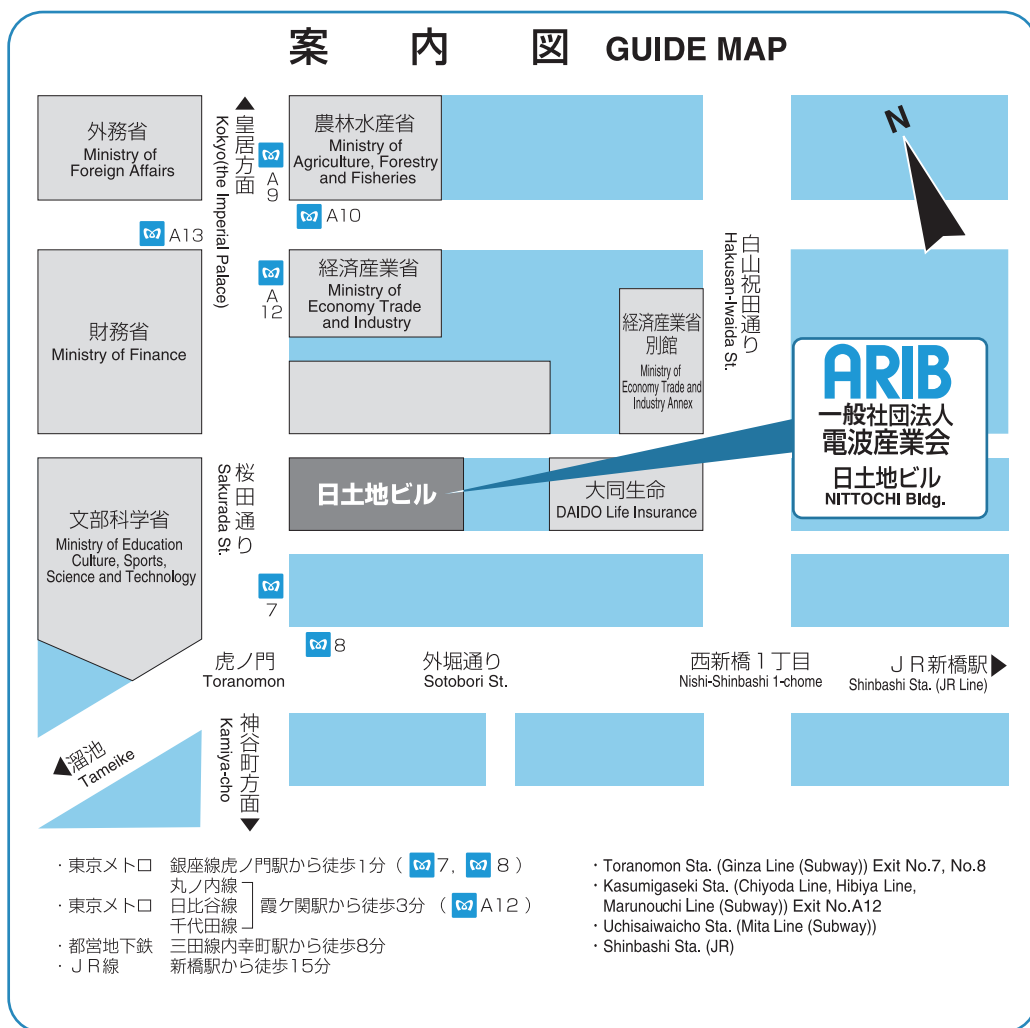 案 内 図 GUIDE MAP
外務省
Ministry of
Foreign Affairs
皇居方面
Kokyo(the Imperial Palace)
A
9
農林水産省
Ministry of
Agriculture, Forestry
and Fisheries
N
A10
A13
財務省
Ministry of Finance
A
12
経済産業省
Ministry of
Economy Trade
and Industry
経済産業省
別館
Ministry of
Economy Trade and
Industry Annex
白山祝田通り
Hakusan-Iwaida St.
ARIB
一般社団法人
電波産業会
日土地ビル
NITTOCHI Bldg.
文部科学省
Ministry of Education
Culture, Sports,
Science and Technology
桜田通り
Sakurada St.
日土地ビル
大同生命
DAIDO Life Insurance
7
8
虎ノ門
Toranomon
外堀通り
Sotobori St.
西新橋1丁目
Nishi-Shinbashi 1-chome
JR新橋駅
Shinbashi Sta. (JR Line)
溜池
Tameike
神谷町方面
Kamiya-cho
・東京メトロ 銀座線虎ノ門駅から徒歩1分 ( 7, 8 )
丸ノ内線
・東京メトロ 日比谷線 霞ケ関駅から徒歩3分 ( A12 )
千代田線
・都営地下鉄 三田線内幸町駅から徒歩8分
・JR線 新橋駅から徒歩15分
・Toranomon Sta. (Ginza Line (Subway)) Exit No.7, No.8
・Kasumigaseki Sta. (Chiyoda Line, Hibiya Line,
Marunouchi Line (Subway)) Exit No.A12
・Uchisaiwaicho Sta. (Mita Line (Subway))
・Shinbashi Sta. (JR)